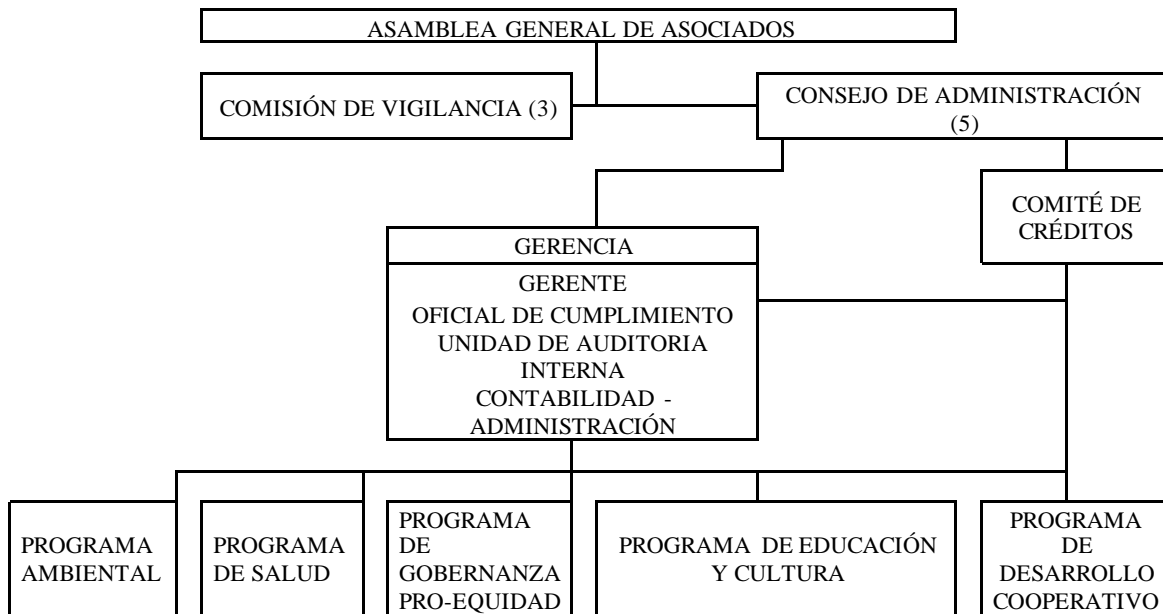 ASAMBLEA GENERAL DE ASOCIADOS
COMISIÓN DE VIGILANCIA (3)
CONSEJO DE ADMINISTRACIÓN
(5)
COMITÉ DE
CRÉDITOS
GERENCIA
GERENTE
OFICIAL DE CUMPLIMIENTO
UNIDAD DE AUDITORIA
INTERNA
CONTABILIDAD -
ADMINISTRACIÓN
PROGRAMA
AMBIENTAL
PROGRAMA
DE SALUD
PROGRAMA
DE
GOBERNANZA
PRO-EQUIDAD
PROGRAMA DE EDUCACIÓN
Y CULTURA
PROGRAMA
DE
DESARROLLO
COOPERATIVO